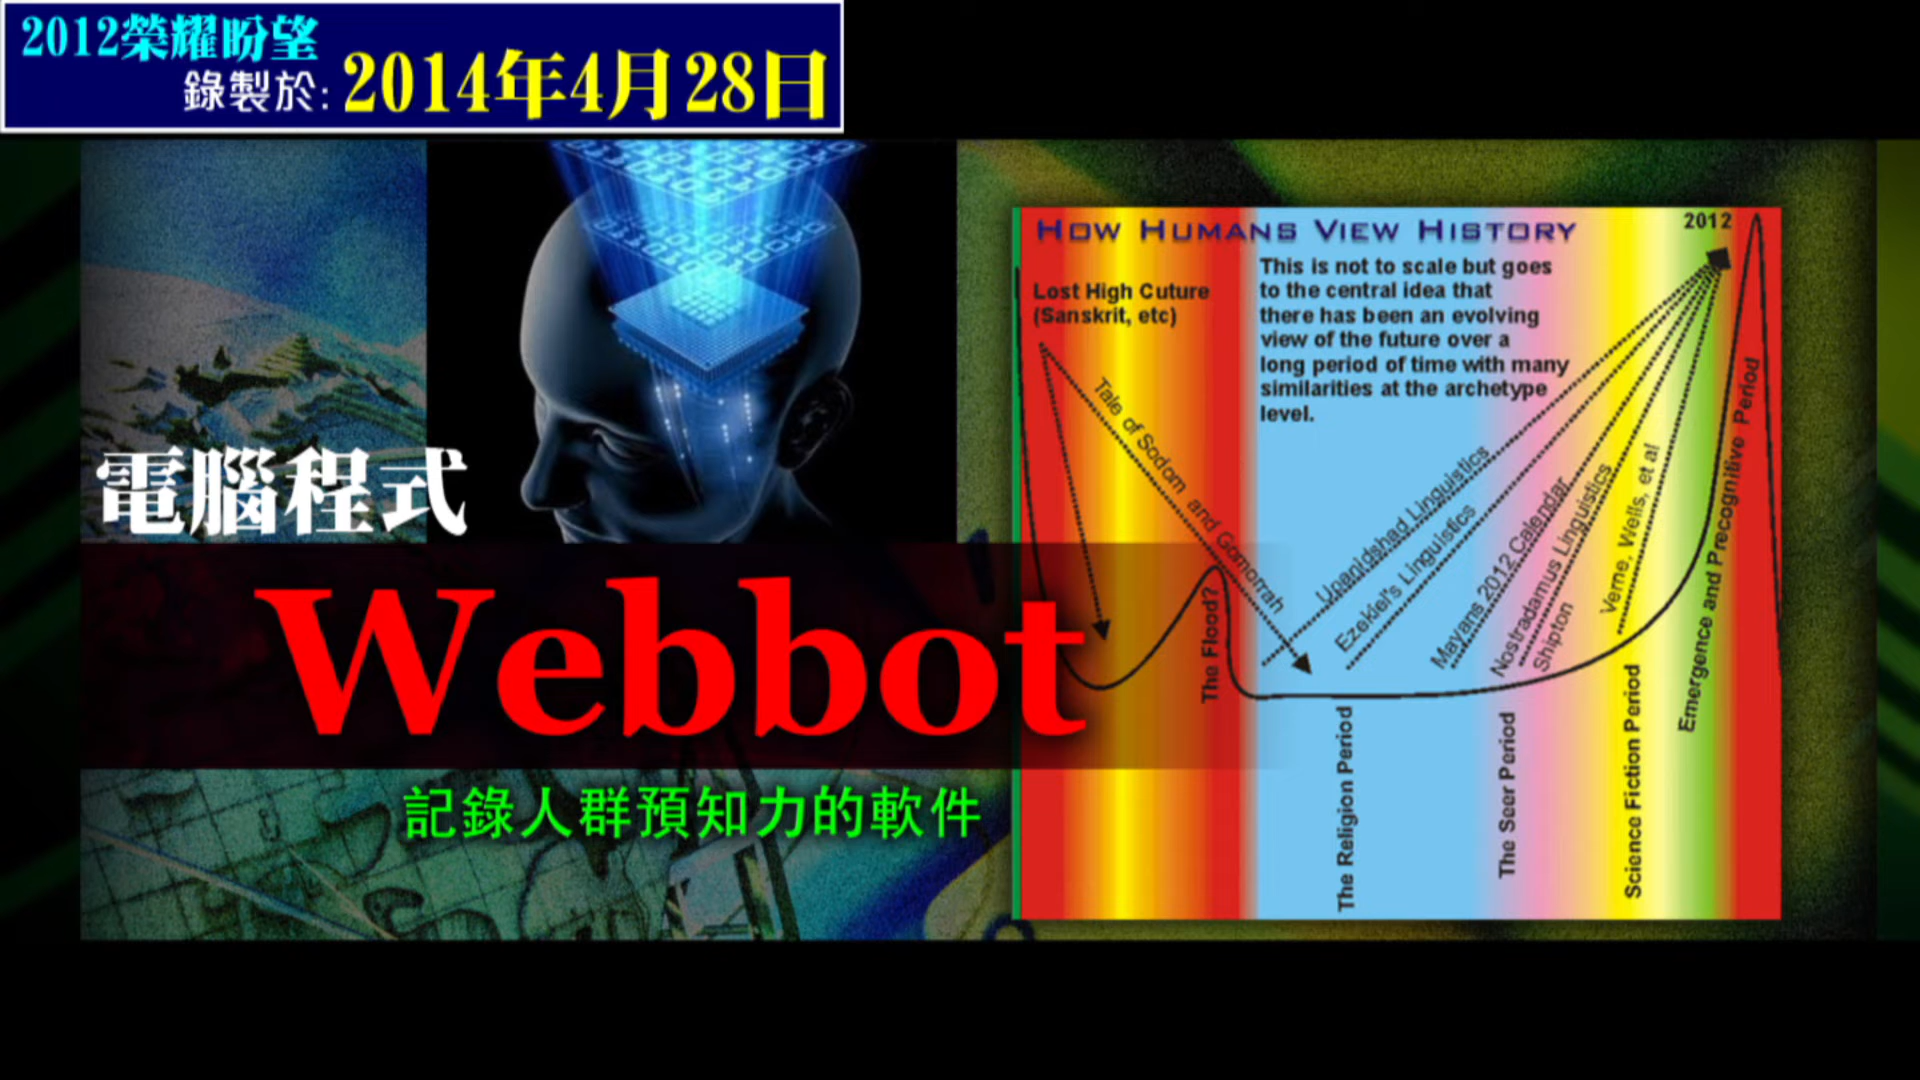 2012榮耀盼望
錄製於: 2014年4月28日
電腦程式
Webbot
記錄人群預知力的軟件
HOW HUMANS VIEW HISTORY
2012
Lost High Cuture
(Sanskrit, etc)
This is not to scale but goes
to the central idea that
there has been an evolving
view of the future over a
long period of time with many
similarities at the archetype
level.
Tale of Sodom and Gomorrah
The Flood?
Upanidshad Linguistics
Ezekiel's Linguistics
Mayans 2012 Calendar
Nostradamus Linguistics
Shipton
Verne, Wells, et al
Emergence and Precognitive Period
The Religion Period
The Seer Period
Science Fiction Period